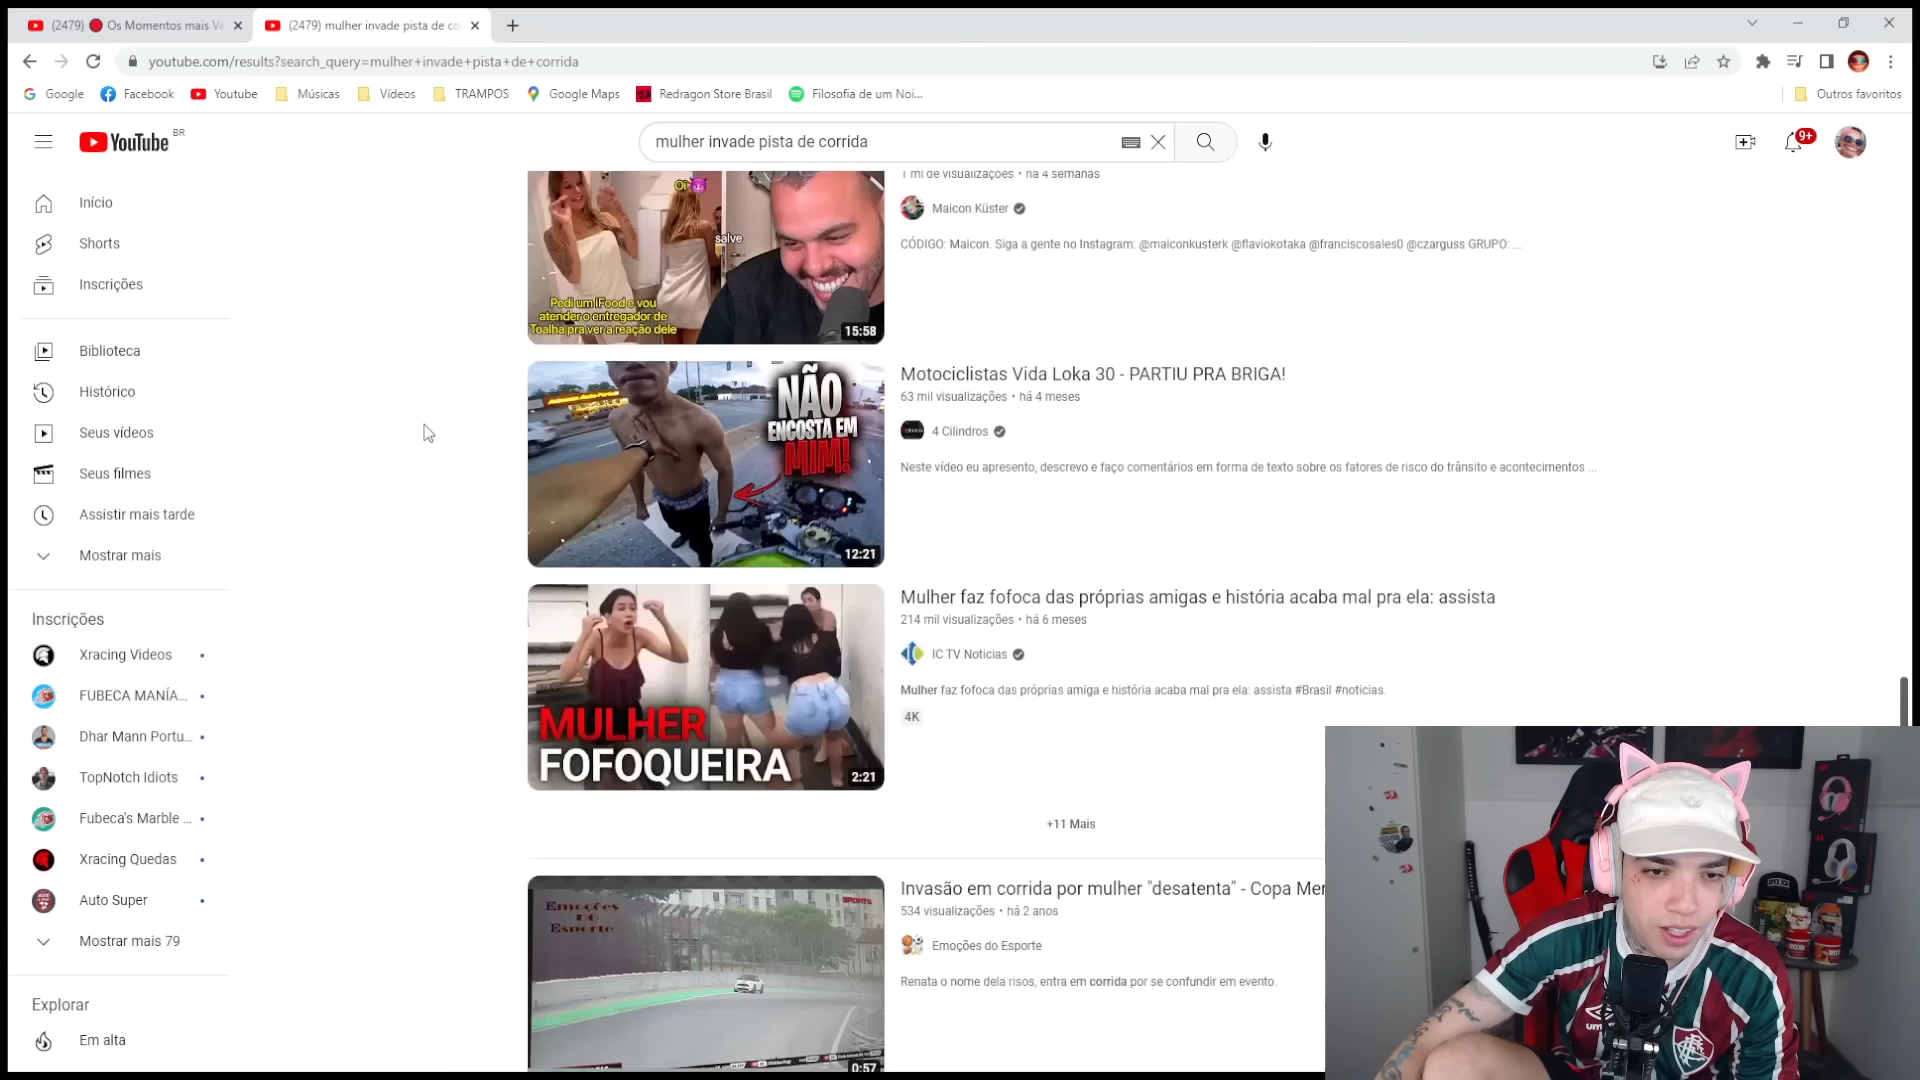 (2479) 🔴 Os Momentos mais Ve
(2479) mulher invade pista de co
youtube.com/results?search_query=mulher+invade+pista+de+corrida
Google
Facebook
Youtube
Músicas
Vídeos
TRAMPOS
Google Maps
Redragon Store Brasil
Filosofia de um Noi...
Outros favoritos
YouTube BR
mulher invade pista de corrida
9+
Início
Shorts
Inscrições
Biblioteca
Histórico
Seus vídeos
Seus filmes
Assistir mais tarde
Mostrar mais
Inscrições
Xracing Videos
FUBECA MANÍA...
Dhar Mann Portu...
TopNotch Idiots
Fubeca's Marble ...
Xracing Quedas
Auto Super
Mostrar mais 79
Explorar
Em alta
Oi 😈
salve
Pedi um iFood e vou
atender o entregador de
Toalha pra ver a reação dele
15:58
1 mi de visualizações • há 4 semanas
Maicon Küster
CÓDIGO: Maicon. Siga a gente no Instagram: @maiconkusterk @flaviokotaka @franciscosales0 @czarguss GRUPO: ...
NÃO
ENCOSTA EM
MIM!
12:21
Motociclistas Vida Loka 30 - PARTIU PRA BRIGA!
63 mil visualizações • há 4 meses
4 Cilindros
Neste vídeo eu apresento, descrevo e faço comentários em forma de texto sobre os fatores de risco do trânsito e acontecimentos ...
MULHER
FOFOQUEIRA
2:21
Mulher faz fofoca das próprias amigas e história acaba mal pra ela: assista
214 mil visualizações • há 6 meses
IC TV Noticias
Mulher faz fofoca das próprias amiga e história acaba mal pra ela: assista #Brasil #noticias.
4K
+11 Mais
Emoções
DO
Esporte
SPORTS
0:57
Invasão em corrida por mulher "desatenta" - Copa Mer
534 visualizações • há 2 anos
Emoções do Esporte
Renata o nome dela risos, entra em corrida por se confundir em evento.